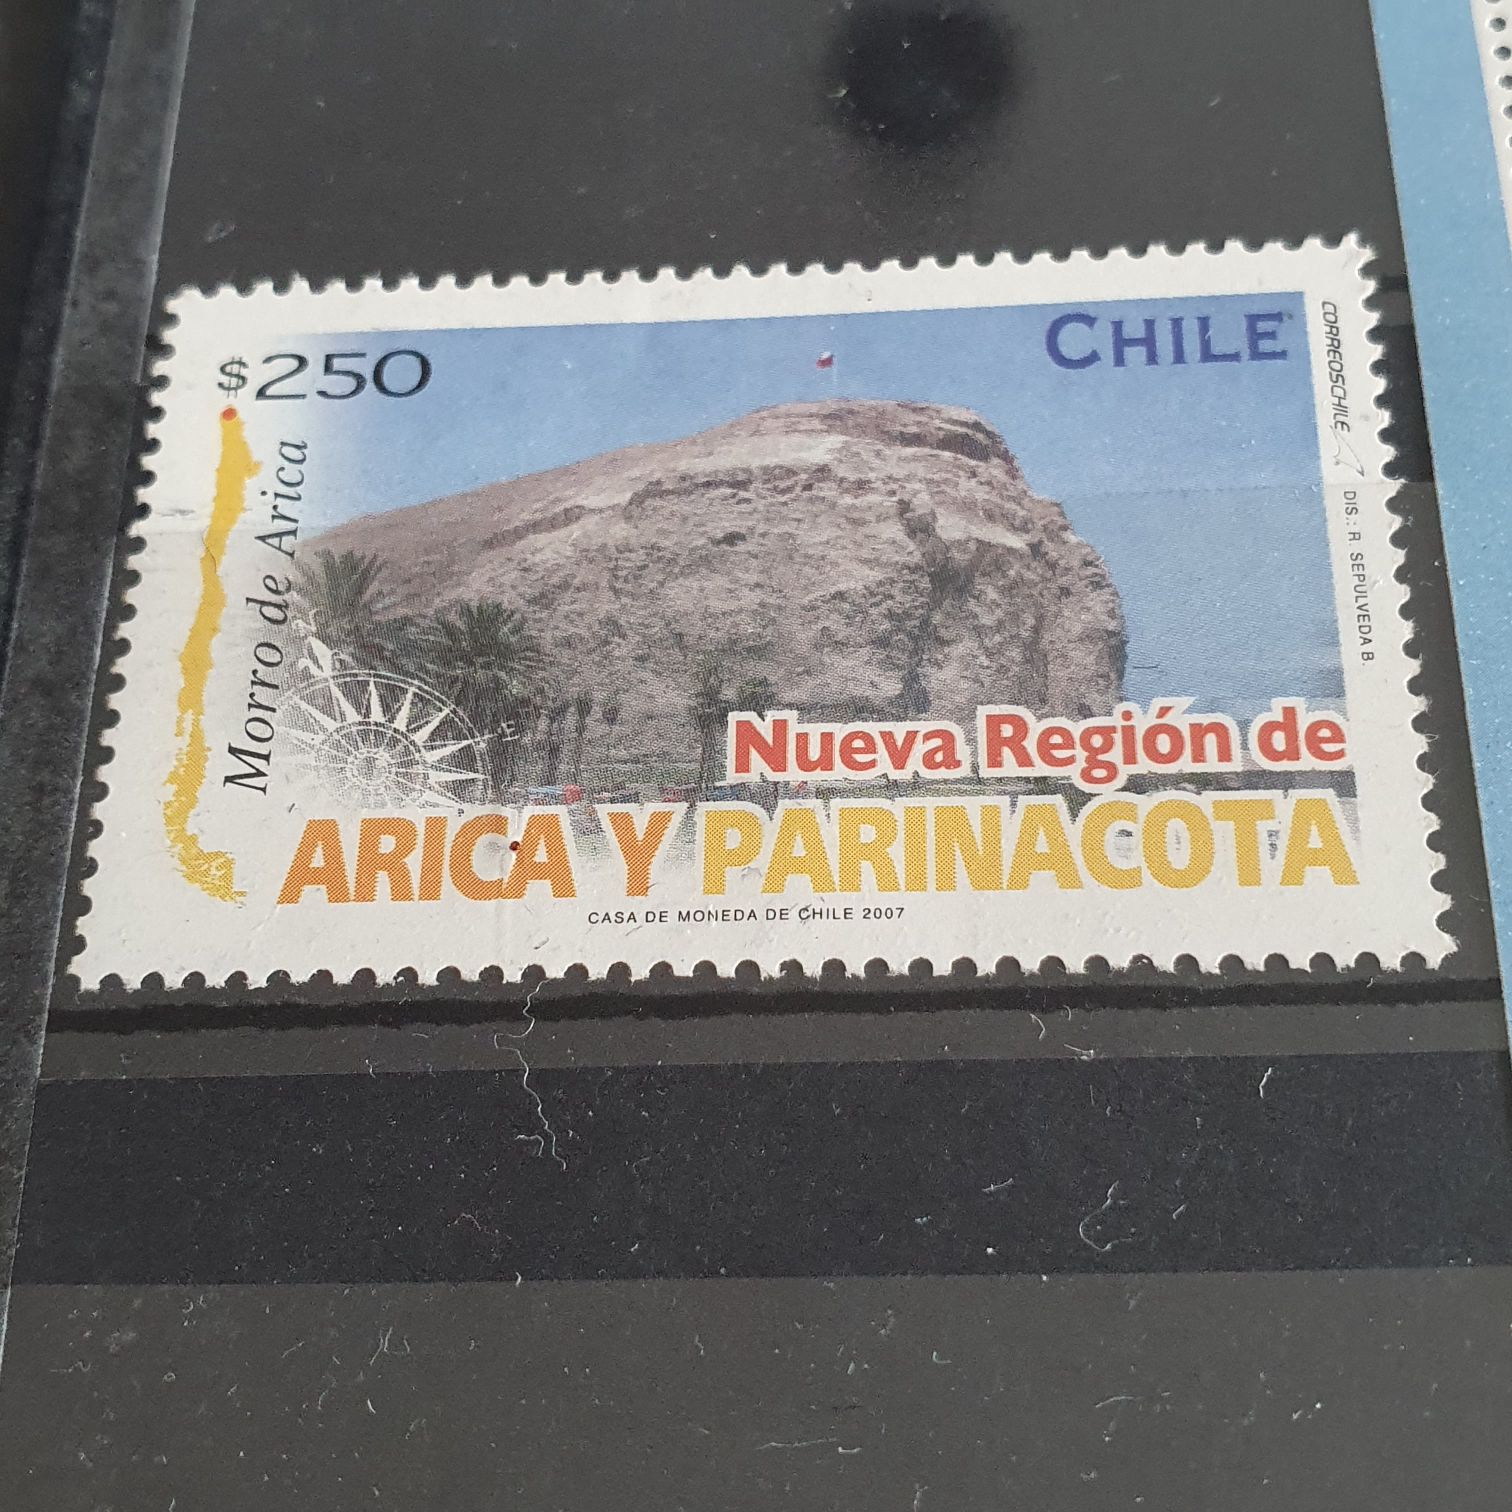 $250
CHILE
CORREOSCHILE
DIS.: R. SEPULVEDA B.
Morro de Arica
Nueva Región de
ARICA Y PARINACOTA
CASA DE MONEDA DE CHILE 2007